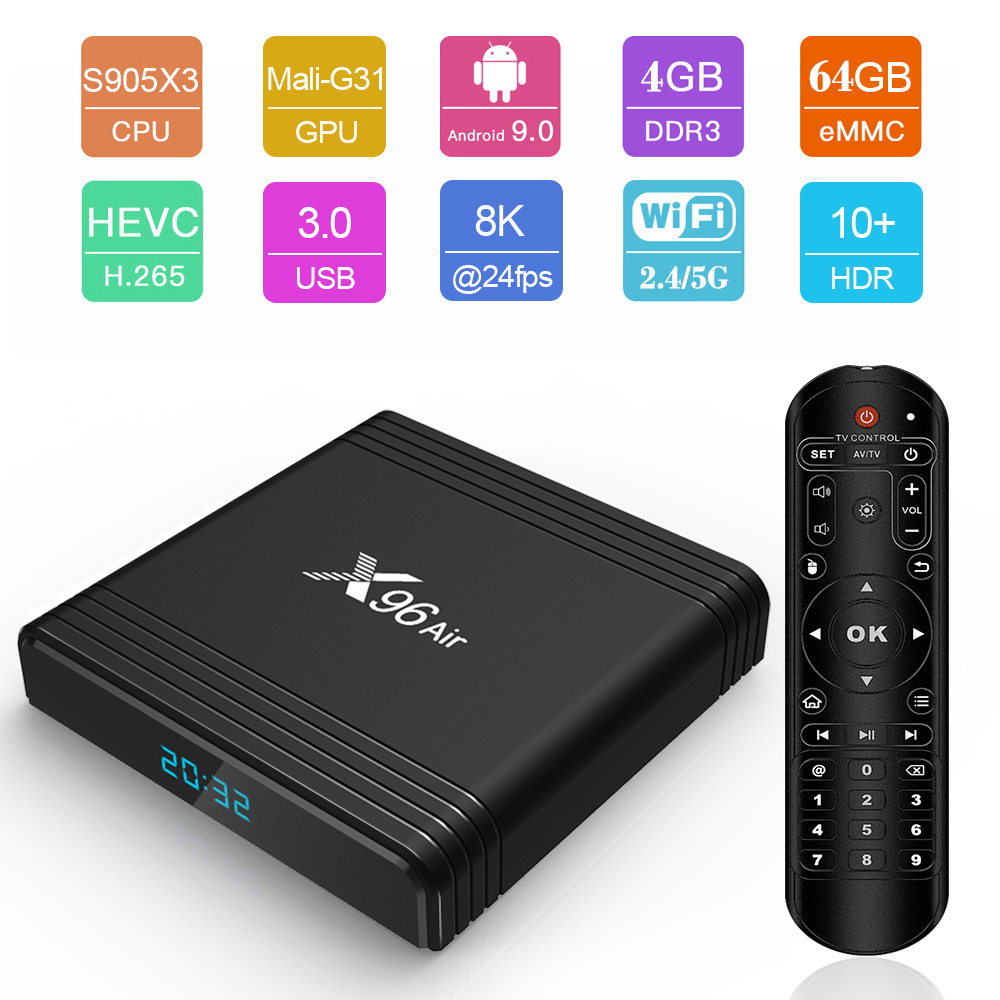 S905X3
CPU
Mali-G31
GPU
Android 9.0
4GB
DDR3
64GB
eMMC
HEVC
H.265
3.0
USB
8K
@24fps
WiFi
2.4/5G
10+
HDR
X96 Air
20:32
TV CONTROL
SET AV/TV
+
VOL
−
OK
@ 0
1 2 3
4 5 6
7 8 9